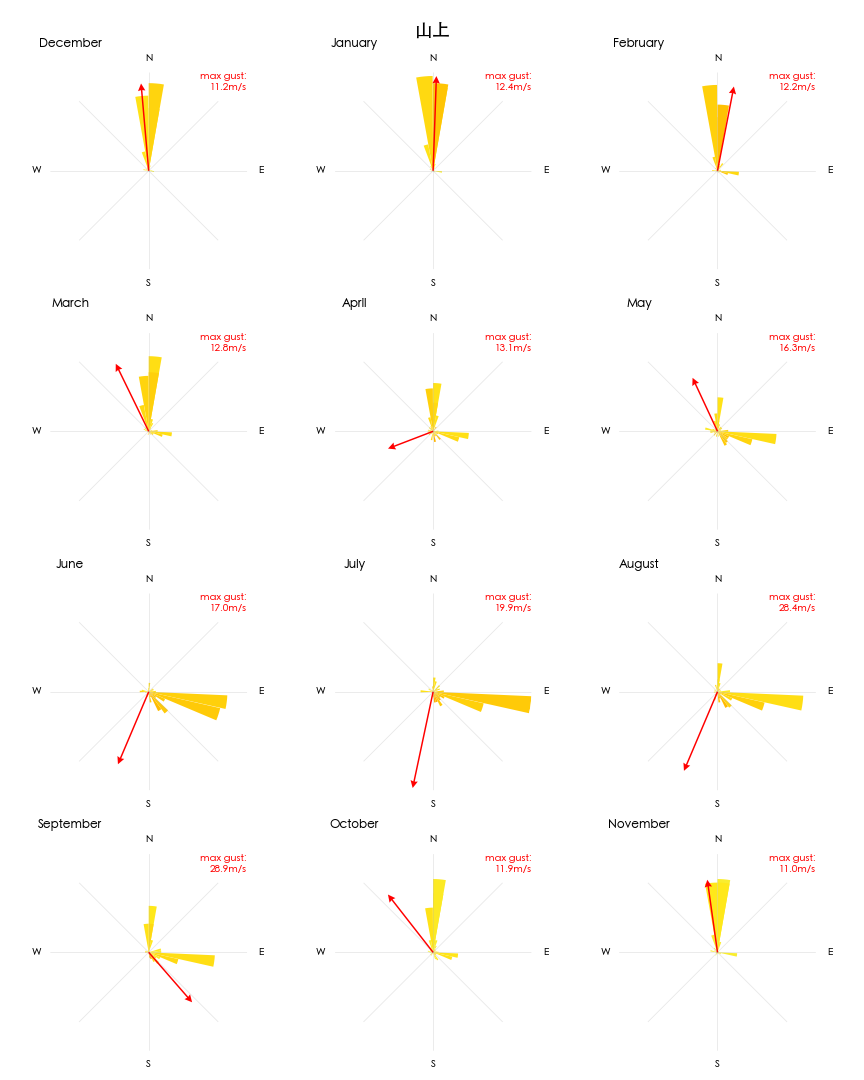 山上
December
N
max gust:
11.2m/s
W
E
S
January
N
max gust:
12.4m/s
W
E
S
February
N
max gust:
12.2m/s
W
E
S
March
N
max gust:
12.8m/s
W
E
S
April
N
max gust:
13.1m/s
W
E
S
May
N
max gust:
16.3m/s
W
E
S
June
N
max gust:
17.0m/s
W
E
S
July
N
max gust:
19.9m/s
W
E
S
August
N
max gust:
28.4m/s
W
E
S
September
N
max gust:
28.9m/s
W
E
S
October
N
max gust:
11.9m/s
W
E
S
November
N
max gust:
11.0m/s
W
E
S